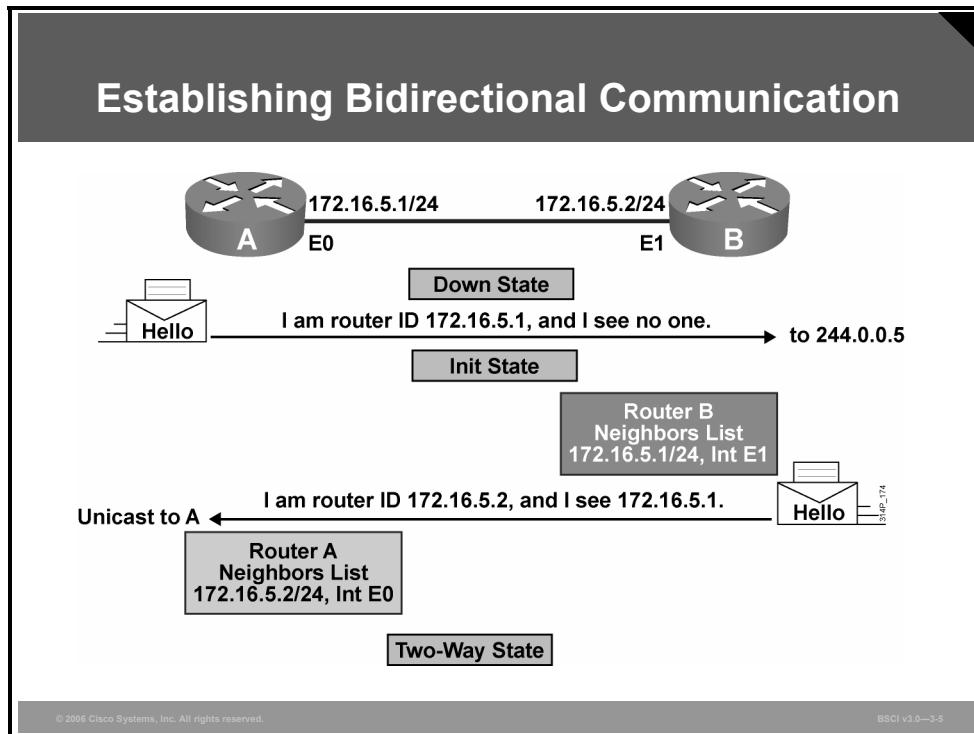 Establishing Bidirectional Communication
172.16.5.1/24
172.16.5.2/24
A
E0
E1
B
Down State
Hello
I am router ID 172.16.5.1, and I see no one.
to 244.0.0.5
Init State
Router B
Neighbors List
172.16.5.1/24, Int E1
I am router ID 172.16.5.2, and I see 172.16.5.1.
Hello
314P_174
Unicast to A
Router A
Neighbors List
172.16.5.2/24, Int E0
Two-Way State
© 2006 Cisco Systems, Inc. All rights reserved.
BSCI v3.0—3-5